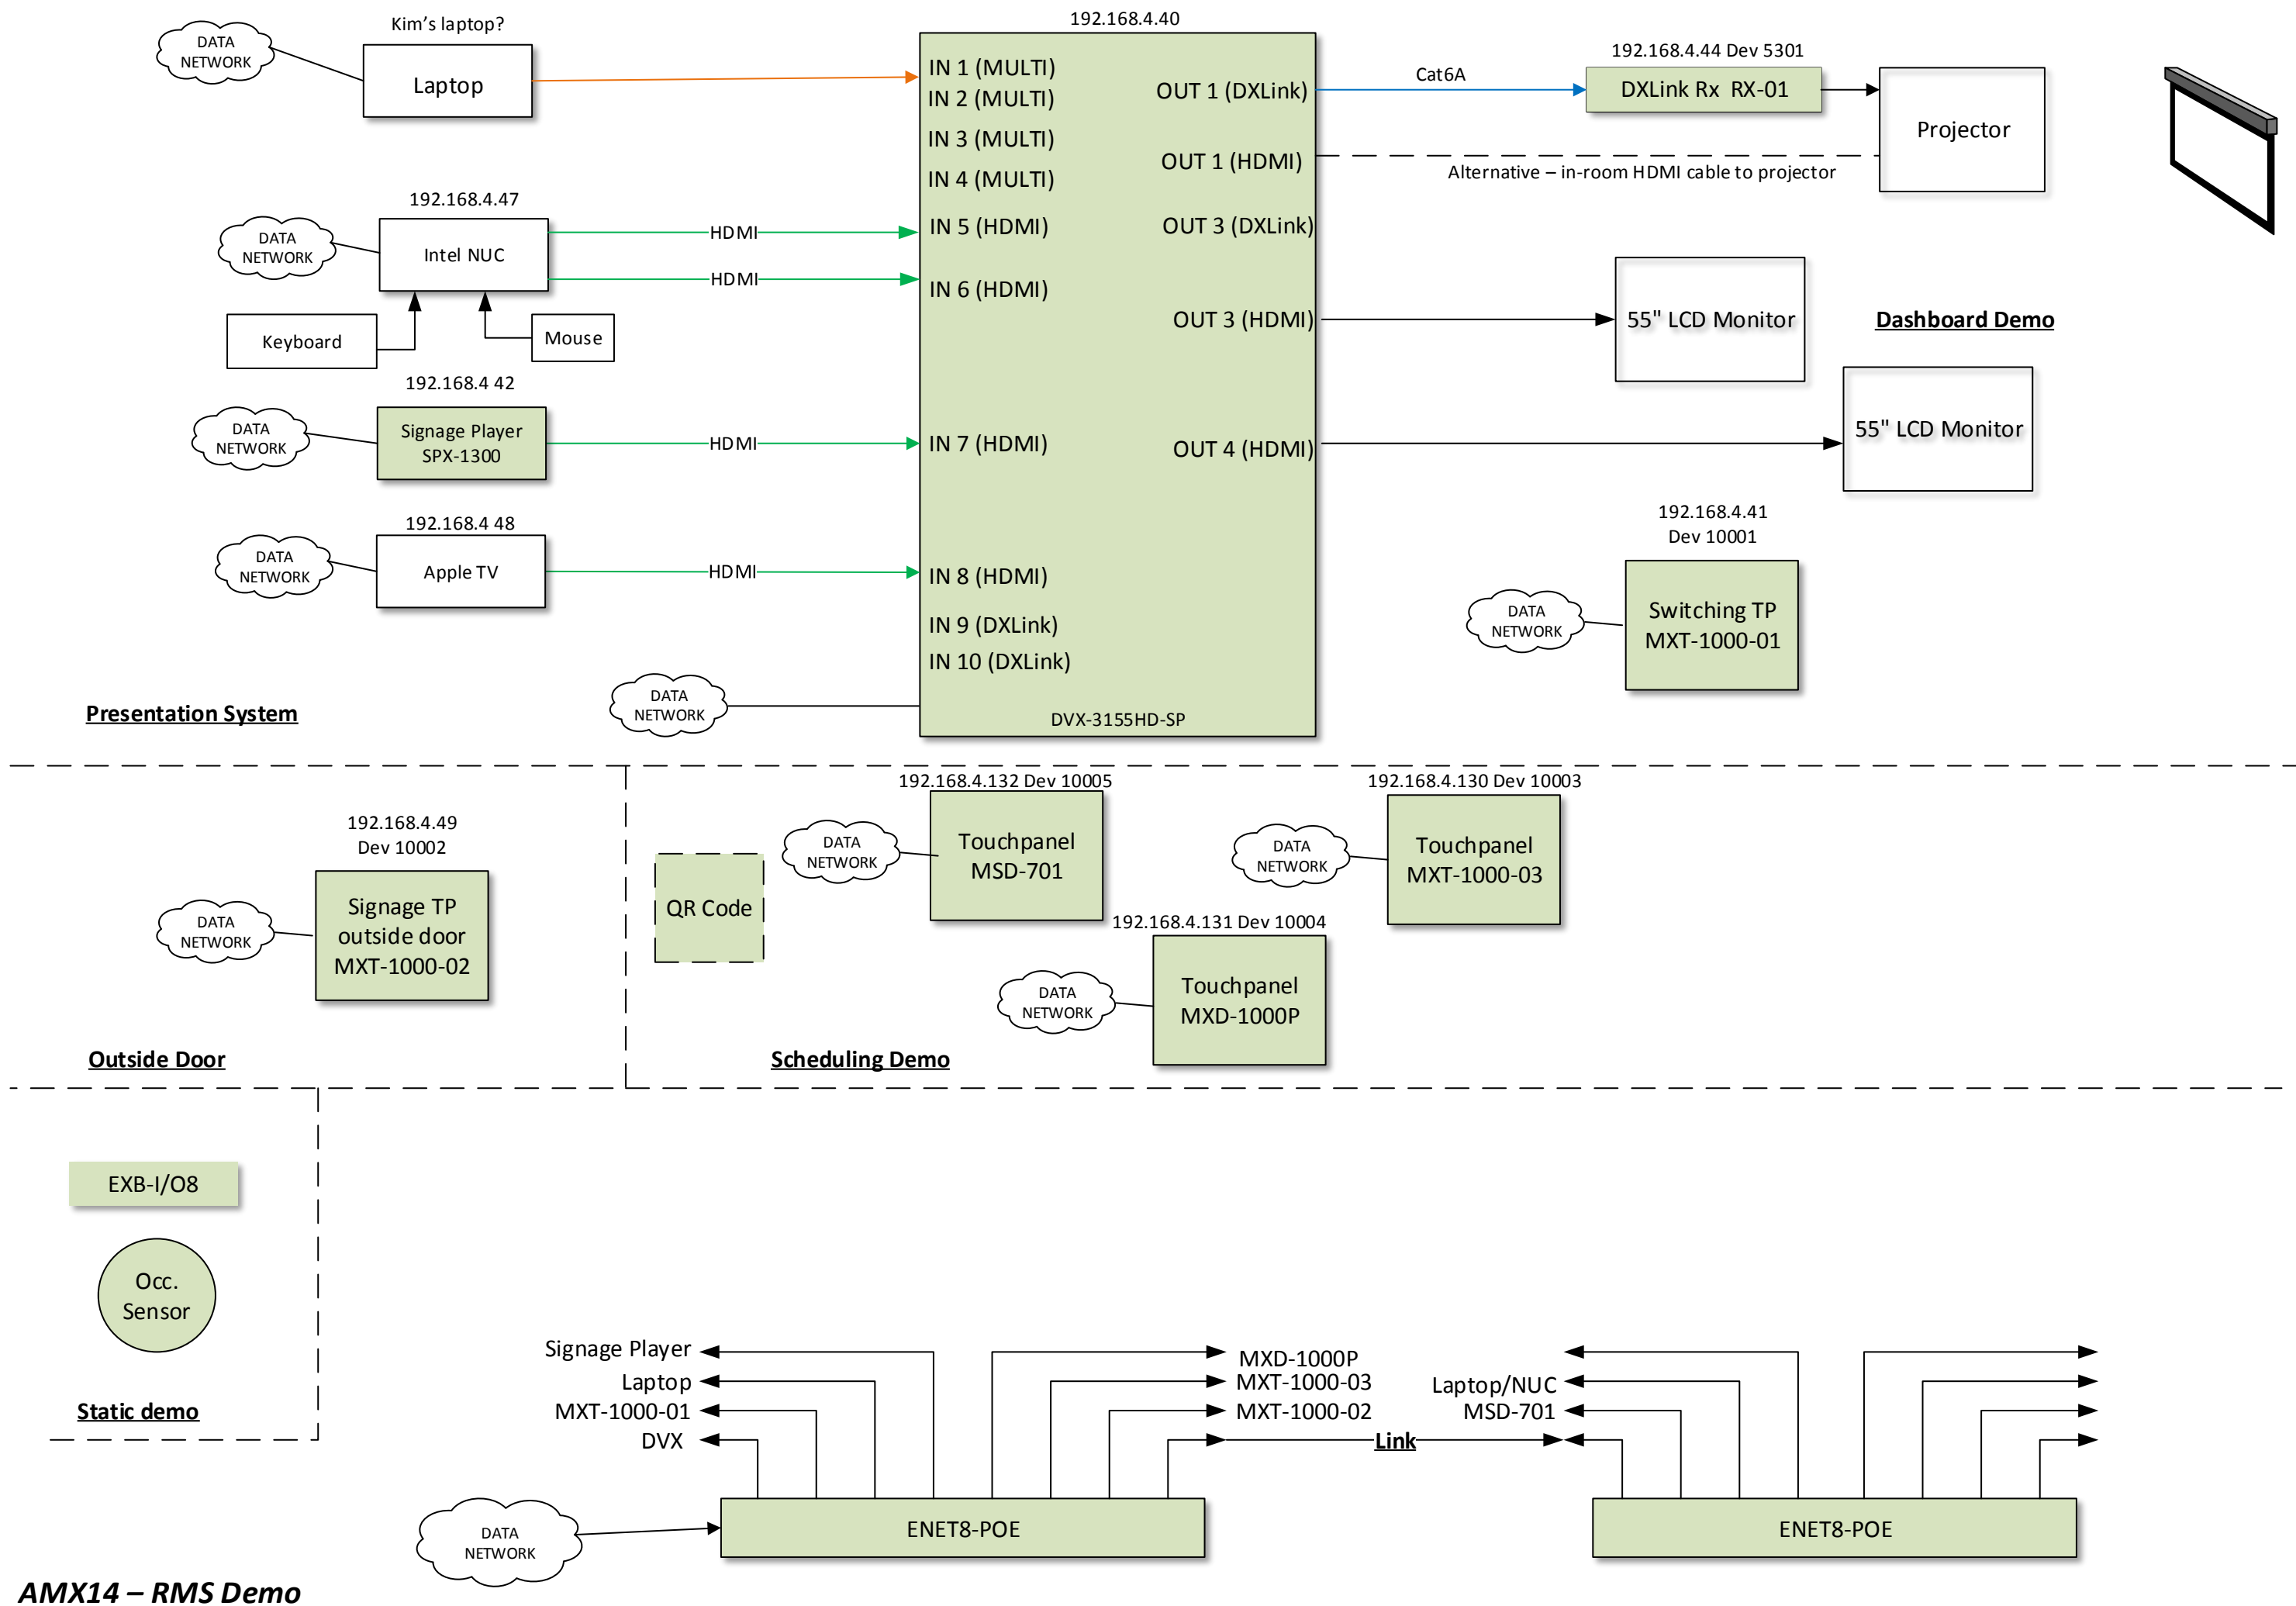 192.168.4.40
Kim's laptop?
DATA
NETWORK
Laptop
IN 1 (MULTI)
IN 2 (MULTI)
IN 3 (MULTI)
IN 4 (MULTI)
OUT 1 (DXLink)
Cat6A
192.168.4.44 Dev 5301
DXLink Rx  RX-01
Projector
OUT 1 (HDMI)
Alternative – in-room HDMI cable to projector
192.168.4.47
DATA
NETWORK
Intel NUC
HDMI
HDMI
IN 5 (HDMI)
IN 6 (HDMI)
OUT 3 (DXLink)
Keyboard
Mouse
OUT 3 (HDMI)
55" LCD Monitor
Dashboard Demo
192.168.4 42
DATA
NETWORK
Signage Player
SPX-1300
HDMI
IN 7 (HDMI)
OUT 4 (HDMI)
55" LCD Monitor
192.168.4 48
DATA
NETWORK
Apple TV
HDMI
IN 8 (HDMI)
IN 9 (DXLink)
IN 10 (DXLink)
192.168.4.41
Dev 10001
DATA
NETWORK
Switching TP
MXT-1000-01
DATA
NETWORK
DVX-3155HD-SP
Presentation System
192.168.4.49
Dev 10002
DATA
NETWORK
Signage TP
outside door
MXT-1000-02
Outside Door
QR Code
192.168.4.132 Dev 10005
DATA
NETWORK
Touchpanel
MSD-701
192.168.4.130 Dev 10003
DATA
NETWORK
Touchpanel
MXT-1000-03
192.168.4.131 Dev 10004
DATA
NETWORK
Touchpanel
MXD-1000P
Scheduling Demo
EXB-I/O8
Occ.
Sensor
Static demo
Signage Player
Laptop
MXT-1000-01
DVX
MXD-1000P
MXT-1000-03
MXT-1000-02
Link
Laptop/NUC
MSD-701
DATA
NETWORK
ENET8-POE
ENET8-POE
AMX14 – RMS Demo